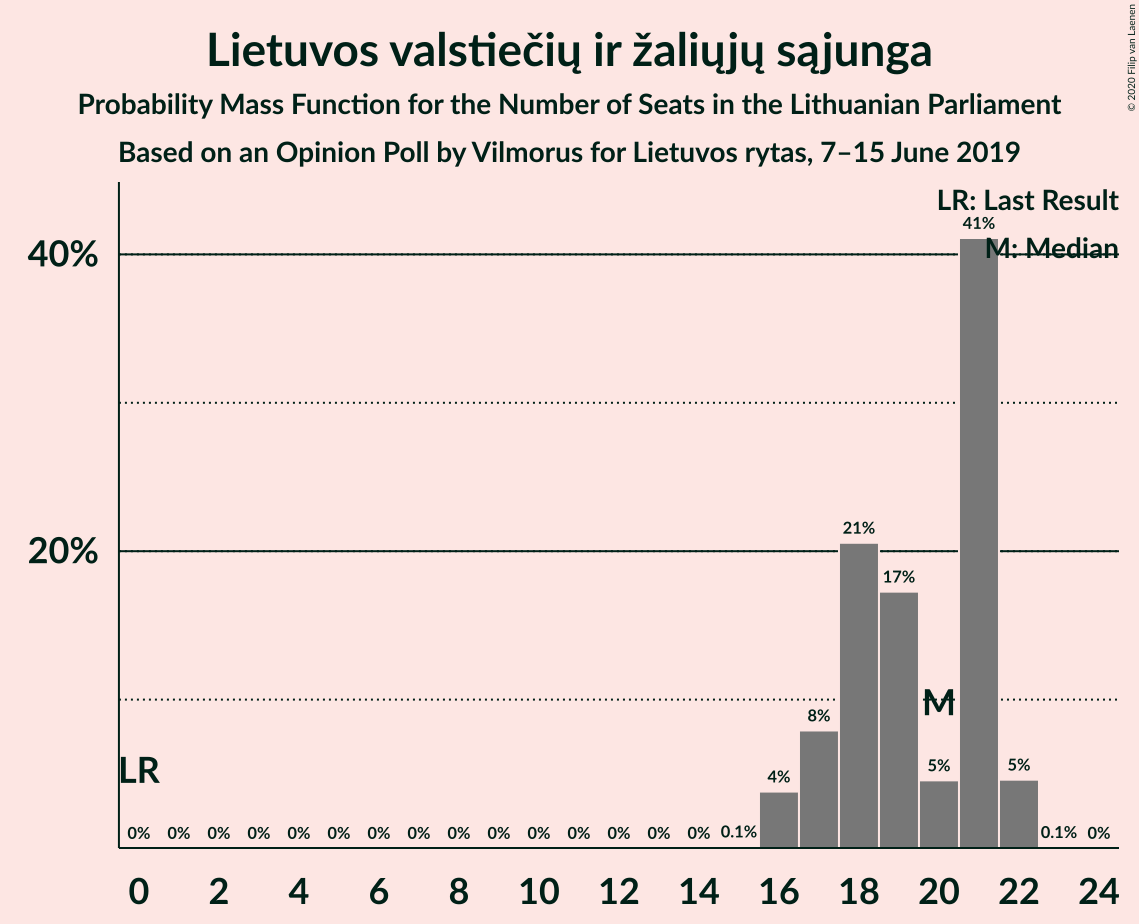 Lietuvos valstiečių ir žaliųjų sąjunga
Probability Mass Function for the Number of Seats in the Lithuanian Parliament
Based on an Opinion Poll by Vilmorus for Lietuvos rytas, 7–15 June 2019
© 2020 Filip van Laenen
LR: Last Result
41%
M: Median
40%
21%
20%
17%
M
8%
LR
4%
5%
5%
0% 0% 0% 0% 0% 0% 0% 0% 0% 0% 0% 0% 0% 0% 0% 0.1% 0.1% 0%
0 2 4 6 8 10 12 14 16 18 20 22 24